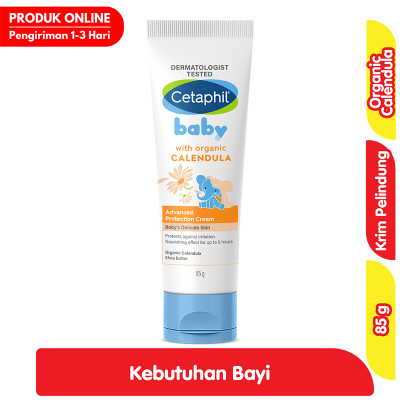 PRODUK ONLINE
Pengiriman 1-3 Hari
DERMATOLOGIST
TESTED
Cetaphil
baby
with organic
CALENDULA
Advanced
Protection Cream
Baby's Delicate Skin
Protects against irritation
Nourishing effect for up to 8 hours
Organic Calendula
Shea butter
85 g
Organic
Calendula
Krim Pelindung
85 g
Kebutuhan Bayi